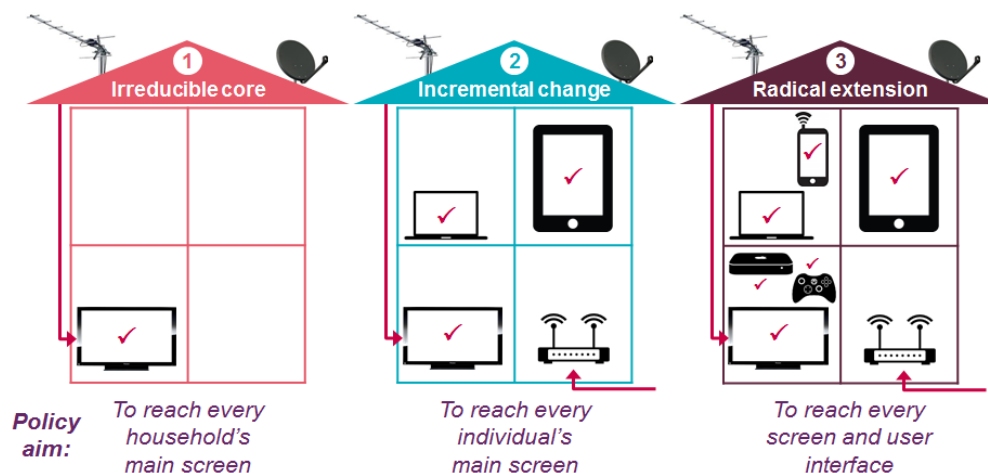 1
Irreducible core
2
Incremental change
3
Radical extension
Policy
aim:
To reach every
household's
main screen
To reach every
individual's
main screen
To reach every
screen and user
interface